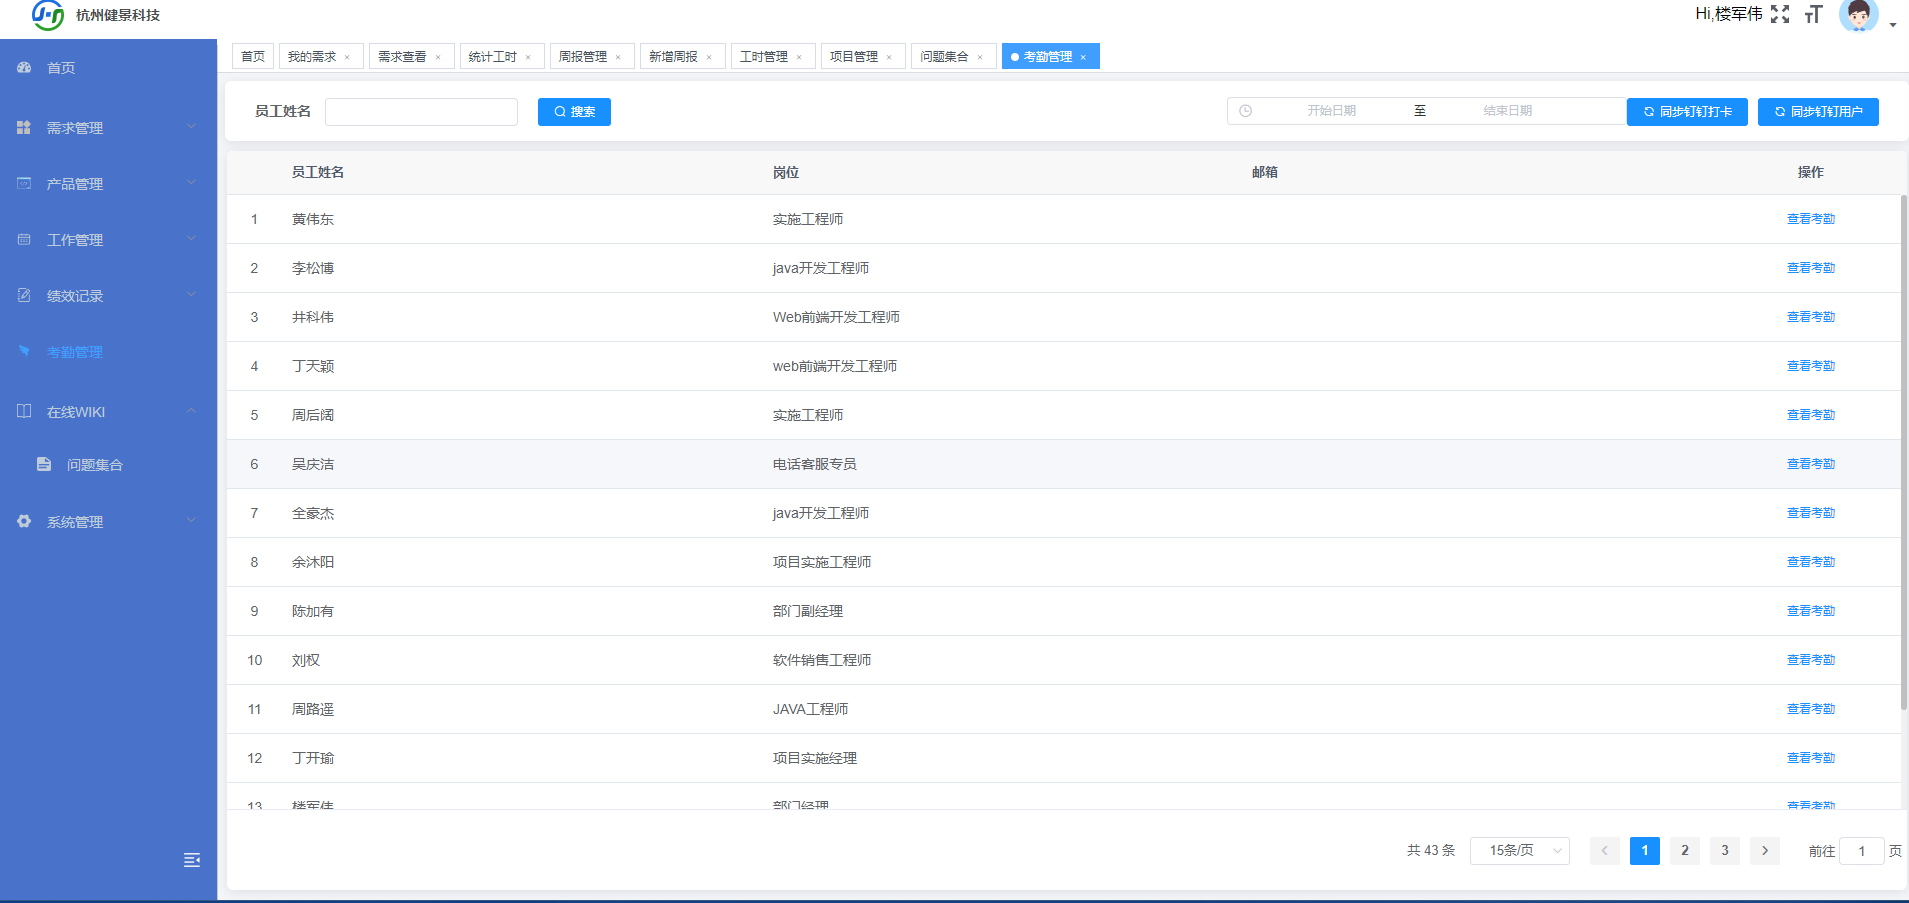 杭州健景科技
Hi,楼军伟
首页
需求管理
产品管理
工作管理
绩效记录
考勤管理
在线WIKI
问题集合
系统管理
首页 我的需求 × 需求查看 × 统计工时 × 周报管理 × 新增周报 × 工时管理 × 项目管理 × 问题集合 × 考勤管理 ×
员工姓名 搜索 开始日期 至 结束日期 同步钉钉打卡 同步钉钉用户
员工姓名 岗位 邮箱 操作
1 黄伟东 实施工程师 查看考勤
2 李松博 java开发工程师 查看考勤
3 井科伟 Web前端开发工程师 查看考勤
4 丁天颖 web前端开发工程师 查看考勤
5 周后阔 实施工程师 查看考勤
6 吴庆洁 电话客服专员 查看考勤
7 全豪杰 java开发工程师 查看考勤
8 余沐阳 项目实施工程师 查看考勤
9 陈加有 部门副经理 查看考勤
10 刘权 软件销售工程师 查看考勤
11 周路遥 JAVA工程师 查看考勤
12 丁开瑜 项目实施经理 查看考勤
13 楼军伟 部门经理 查看考勤
共 43 条 15条/页 1 2 3 前往 1 页